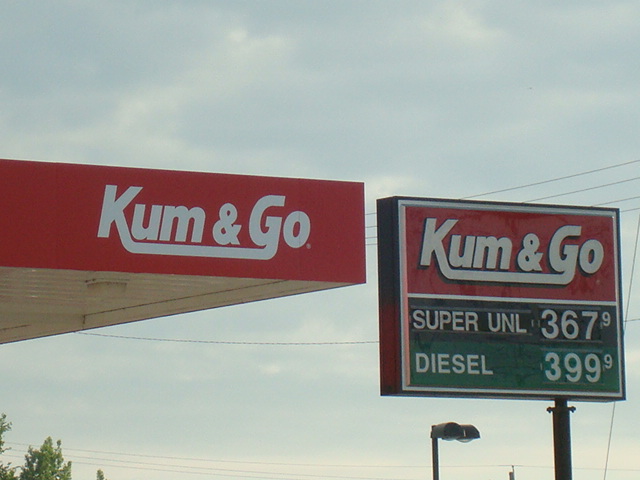 Kum & Go
Kum & Go
SUPER UNL 367 9
DIESEL 399 9